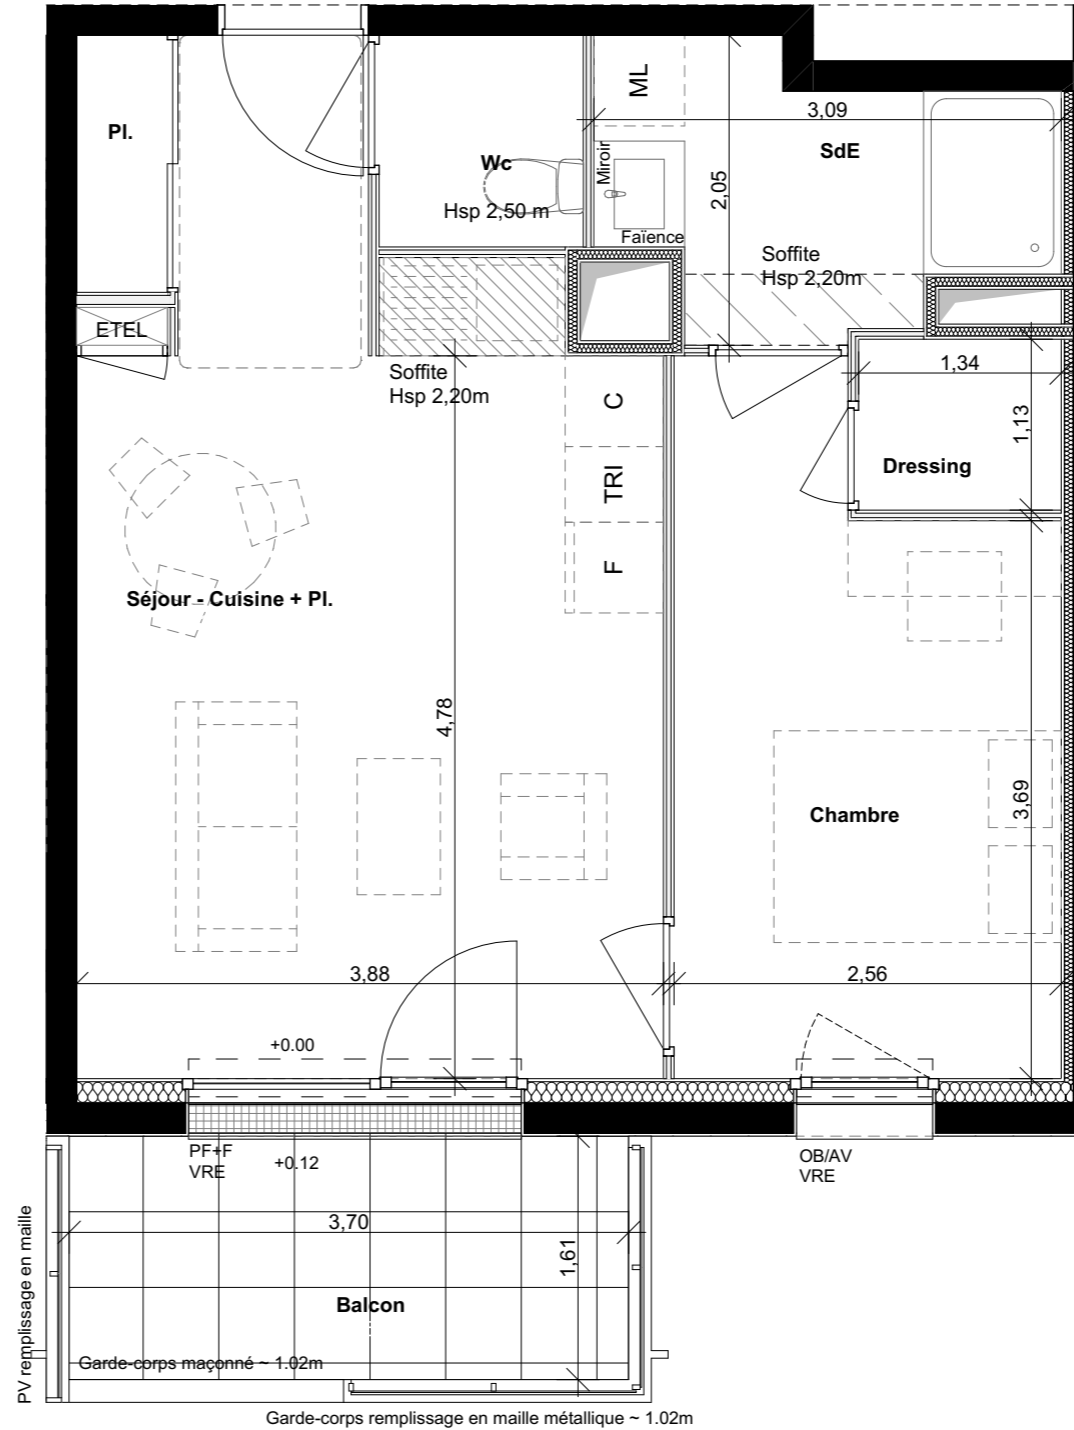 Pl.
Wc
Hsp 2,50 m
ML
Miroir
Faïence
3,09
SdE
2,05
Soffite
Hsp 2,20m
ETEL
Soffite
Hsp 2,20m
C
TRI
F
1,34
1,13
Dressing
Séjour - Cuisine + Pl.
4,78
Chambre
3,69
3,88
2,56
+0.00
PF+F
VRE
+0.12
OB/AV
VRE
3,70
1,61
Balcon
PV remplissage en maille
Garde-corps maçonné ~ 1.02m
Garde-corps remplissage en maille métallique ~ 1.02m